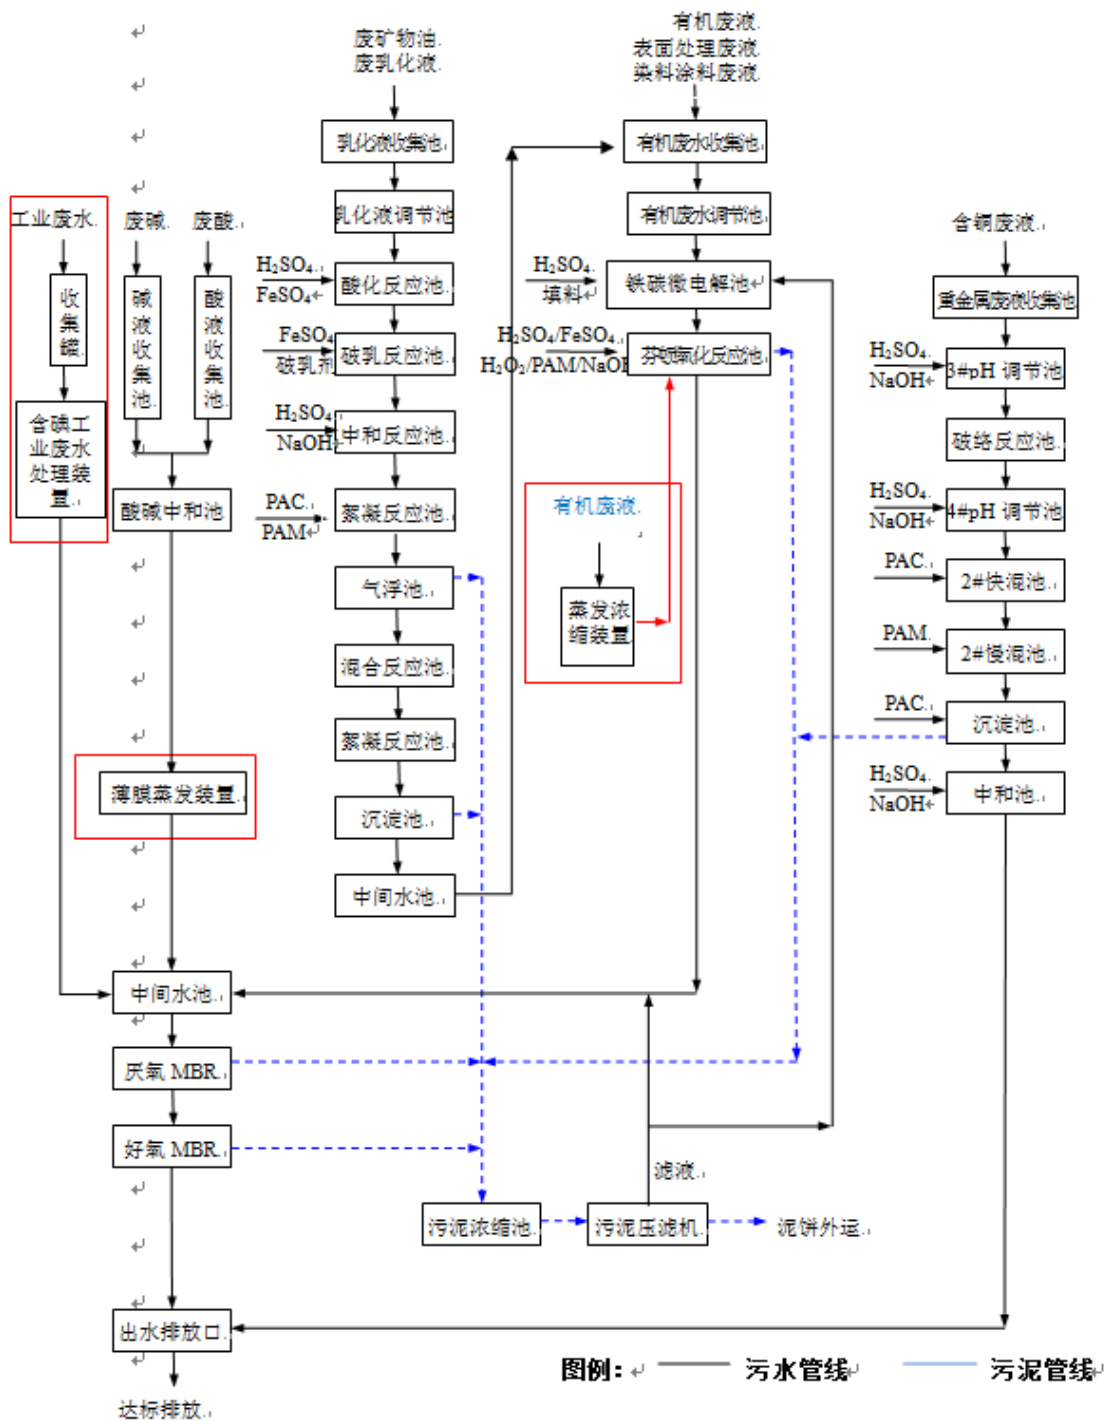 废矿物油
废乳化液
乳化液收集池
乳化液调节池
H₂SO₄
FeSO₄
酸化反应池
FeSO₄
破乳剂
破乳反应池
H₂SO₄
NaOH
中和反应池
PAC
PAM
絮凝反应池
气浮池
混合反应池
絮凝反应池
沉淀池
中间水池
有机废液
表面处理废液
染料涂料废液
有机废水收集池
有机废水调节池
H₂SO₄
填料
铁碳微电解池
H₂SO₄/FeSO₄
H₂O₂/PAM/NaOH
芬顿氧化反应池
有机废液
蒸发浓
缩装置
工业废水
收
集
罐
含碘工
业废水
处理装
置
废碱
废酸
碱
液
收
集
池
酸
液
收
集
池
酸碱中和池
薄膜蒸发装置
中间水池
厌氧 MBR
好氧 MBR
出水排放口
达标排放
含铜废液
重金属废液收集池
H₂SO₄
NaOH
3#pH 调节池
破络反应池
H₂SO₄
NaOH
4#pH 调节池
PAC
2#快混池
PAM
2#慢混池
PAC
沉淀池
H₂SO₄
NaOH
中和池
滤液
污泥浓缩池
污泥压滤机
泥饼外运
图例：
污水管线
污泥管线